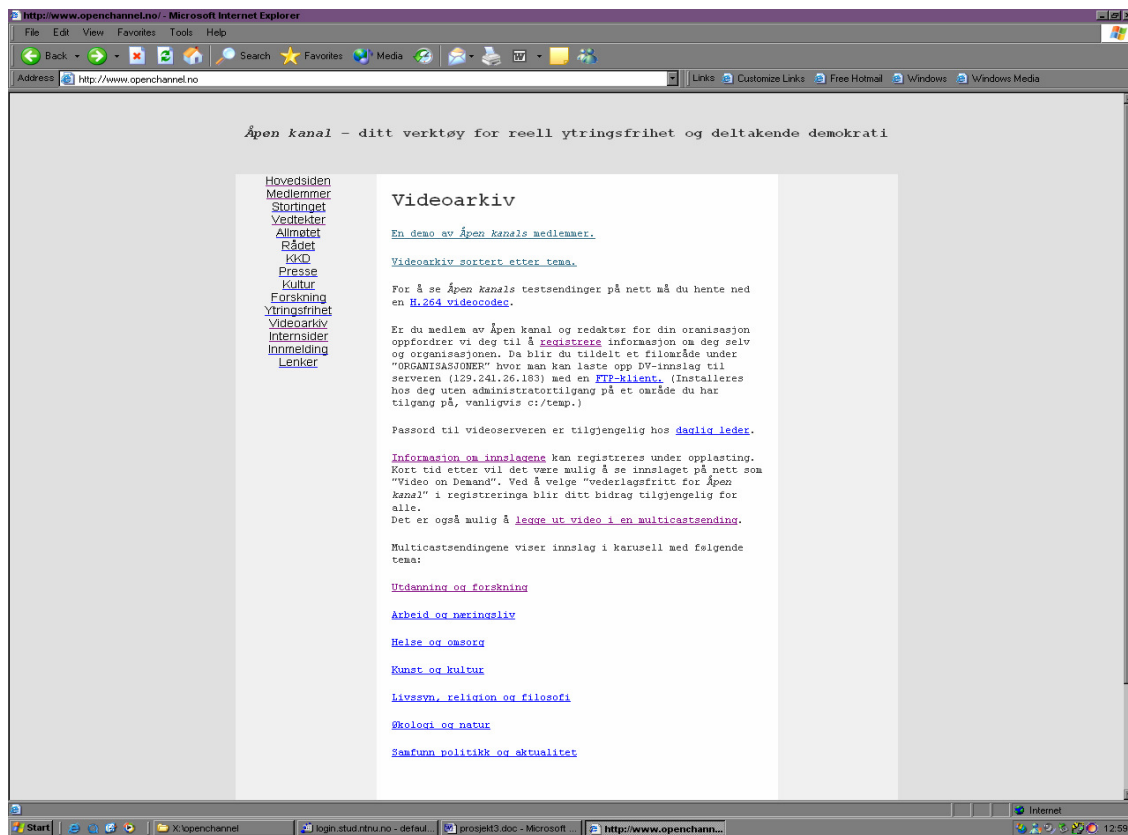 http://www.openchannel.no/ - Microsoft Internet Explorer
File Edit View Favorites Tools Help
Back Search Favorites Media
Address http://www.openchannel.no Links Customize Links Free Hotmail Windows Windows Media
Åpen kanal – ditt verktøy for reell ytringsfrihet og deltakende demokrati
Hovedsiden
Medlemmer
Stortinget
Vedtekter
Allmøtet
Rådet
KKD
Presse
Kultur
Forskning
Ytringsfrihet
Videoarkiv
Internsider
Innmelding
Lenker
Videoarkiv
En demo av Åpen kanals medlemmer.
Videoarkiv sortert etter tema.
For å se Åpen kanals testsendinger på nett må du hente ned
en H.264 videocodec.
Er du medlem av Åpen kanal og redaktør for din oranisasjon
oppfordrer vi deg til å registrere informasjon om deg selv
og organisasjonen. Da blir du tildelt et filområde under
"ORGANISASJONER" hvor man kan laste opp DV-innslag til
serveren (129.241.26.183) med en FTP-klient. (Installeres
hos deg uten administratortilgang på et område du har
tilgang på, vanligvis c:/temp.)
Passord til videoserveren er tilgjengelig hos daglig leder.
Informasjon om innslagene kan registreres under opplasting.
Kort tid etter vil det være mulig å se innslaget på nett som
"Video on Demand". Ved å velge "vederlagsfritt for Åpen
kanal" i registreringa blir ditt bidrag tilgjengelig for
alle.
Det er også mulig å legge ut video i en multicastsending.
Multicastsendingene viser innslag i karusell med følgende
tema:
Utdanning og forskning
Arbeid og næringsliv
Helse og omsorg
Kunst og kultur
Livssyn, religion og filosofi
Økologi og natur
Samfunn politikk og aktualitet
Internet
Start X:\openchannel login.stud.ntnu.no - defaul... prosjekt3.doc - Microsoft ... http://www.openchann... 12:59